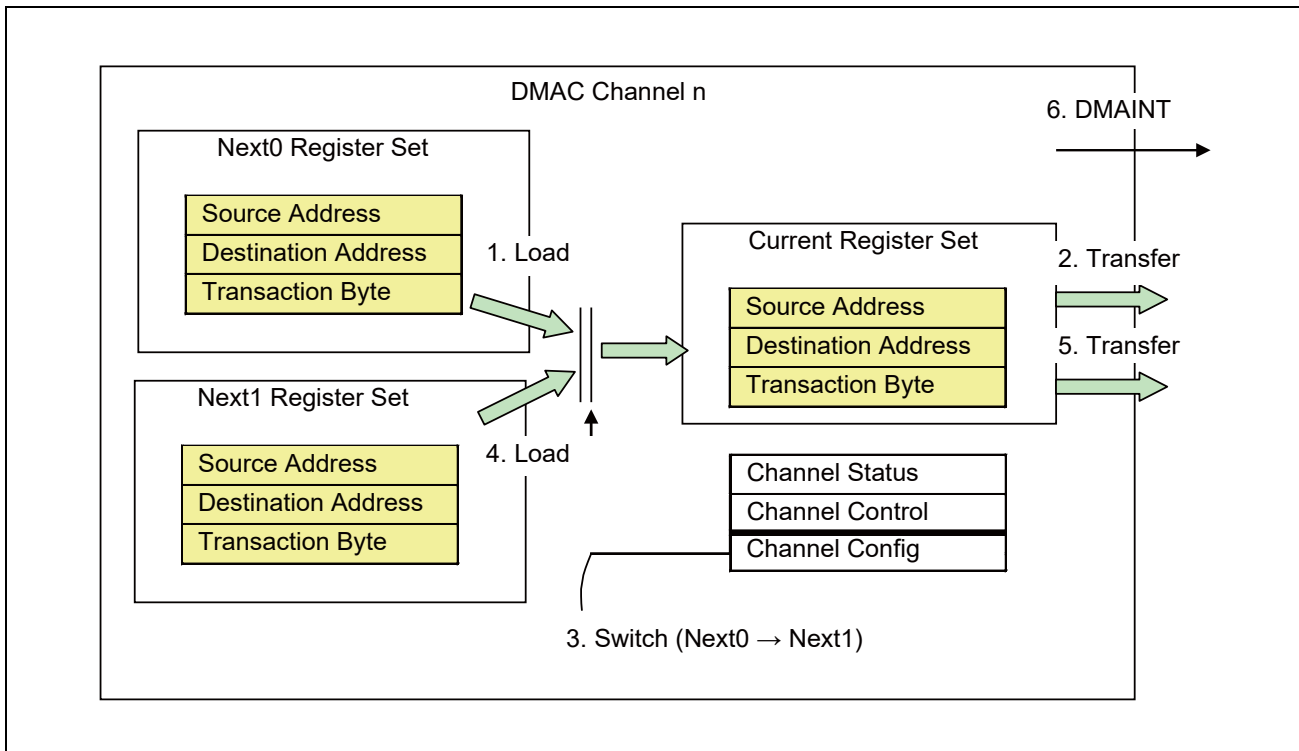 DMAC Channel n
6. DMAINT
Next0 Register Set
Source Address
Destination Address
Transaction Byte
1. Load
Current Register Set
Source Address
Destination Address
Transaction Byte
2. Transfer
5. Transfer
Next1 Register Set
Source Address
Destination Address
Transaction Byte
4. Load
Channel Status
Channel Control
Channel Config
3. Switch (Next0 → Next1)